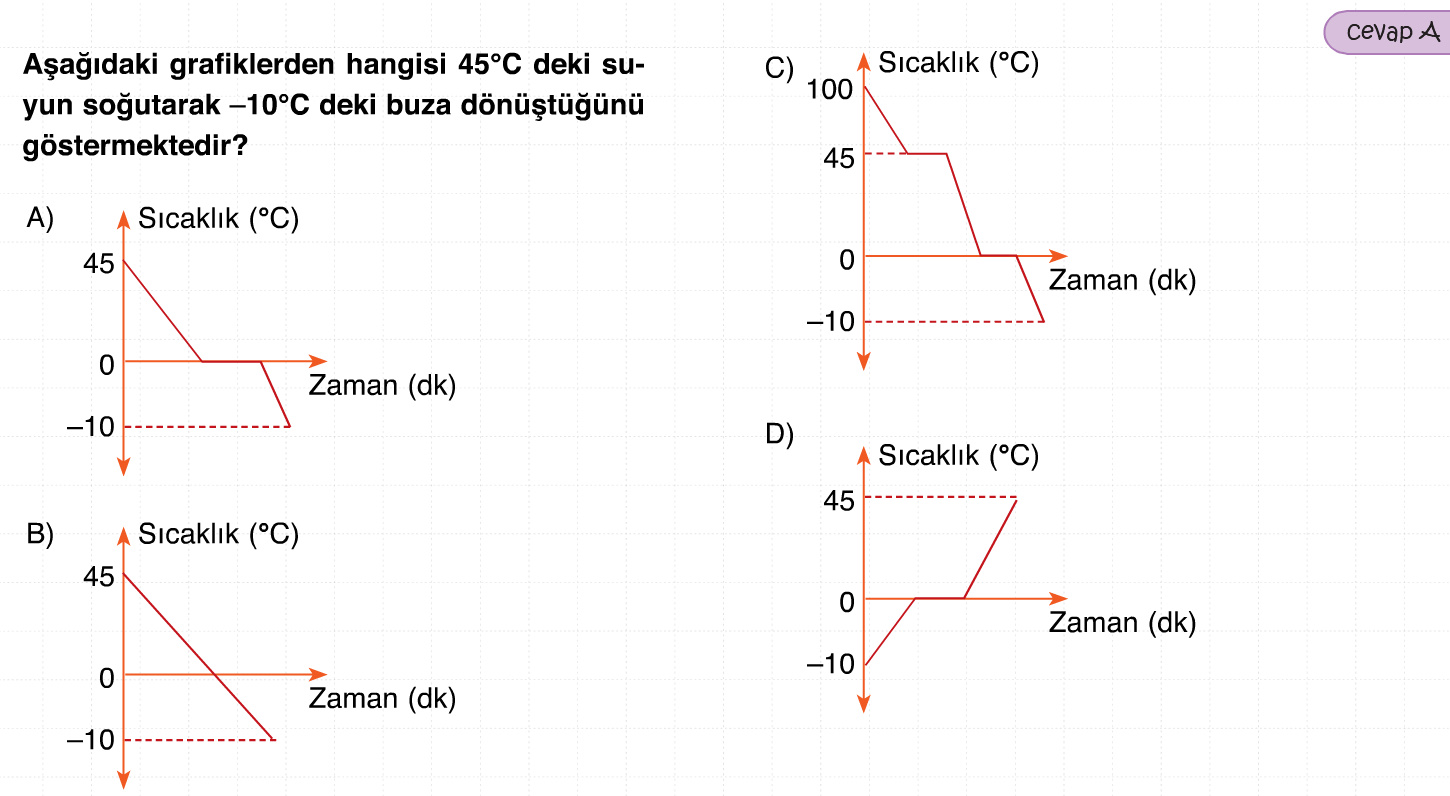 cevap A
Aşağıdaki grafiklerden hangisi 45°C deki su-
yun soğutarak –10°C deki buza dönüştüğünü
göstermektedir?
A)
Sıcaklık (°C)
45
0
Zaman (dk)
–10
B)
Sıcaklık (°C)
45
0
Zaman (dk)
–10
C)
Sıcaklık (°C)
100
45
0
Zaman (dk)
–10
D)
Sıcaklık (°C)
45
0
Zaman (dk)
–10